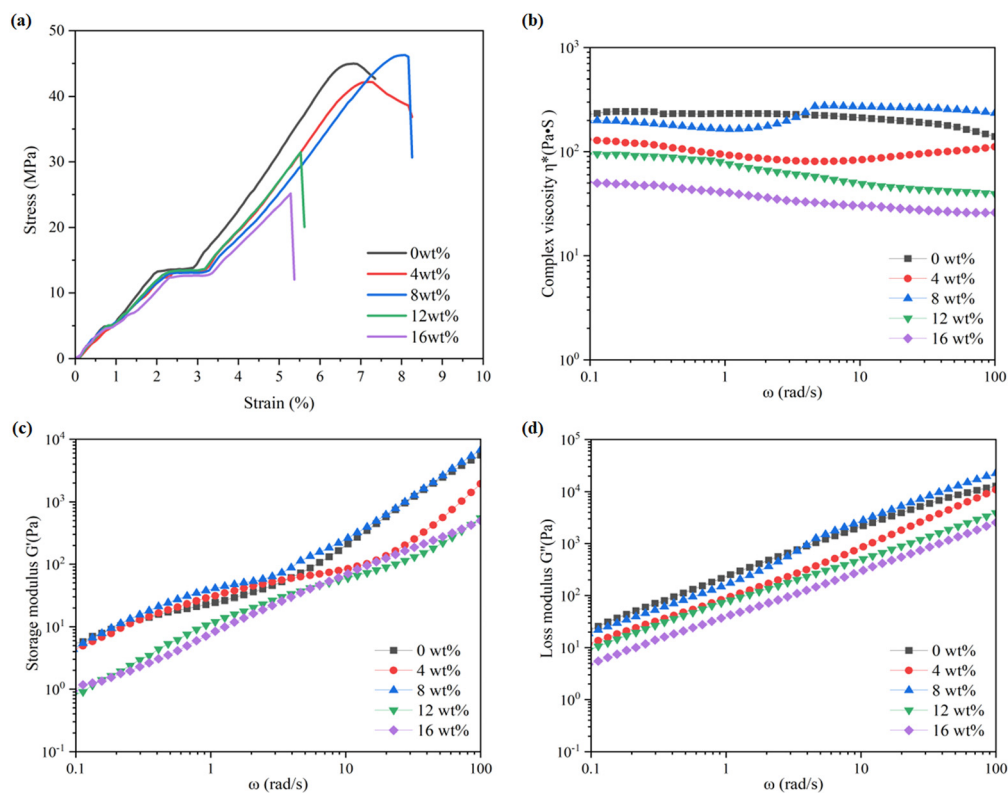 (a)
50
40
30
20
10
0
Stress (MPa)
0 1 2 3 4 5 6 7 8 9 10
Strain (%)
0wt%
4wt%
8wt%
12wt%
16wt%
(b)
10³
10²
10¹
10⁰
Complex viscosity η*(Pa•S )
0.1 1 10 100
ω (rad/s)
0 wt%
4 wt%
8 wt%
12 wt%
16 wt%
(c)
10⁴
10³
10²
10¹
10⁰
10⁻¹
Storage modulus G'(Pa)
0.1 1 10 100
ω (rad/s)
0 wt%
4 wt%
8 wt%
12 wt%
16 wt%
(d)
10⁵
10⁴
10³
10²
10¹
10⁰
10⁻¹
Loss modulus G''(Pa)
0.1 1 10 100
ω (rad/s)
0 wt%
4 wt%
8 wt%
12 wt%
16 wt%